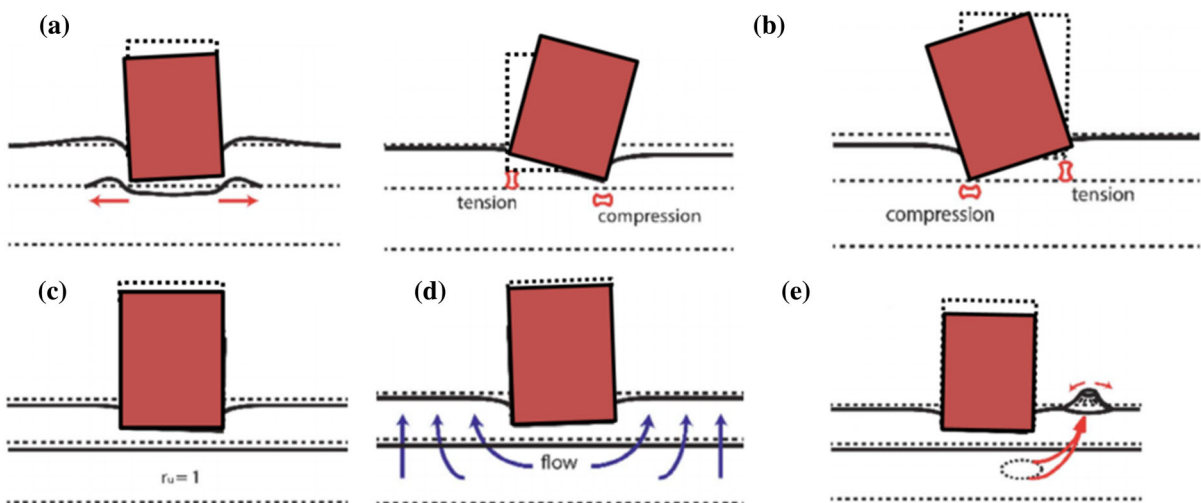 (a)
(b)
tension
compression
compression
tension
(c)
(d)
(e)
rᵤ = 1
flow